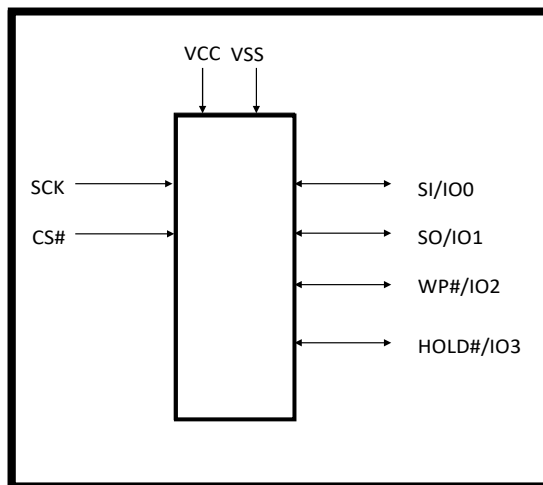 VCC VSS
SCK
SI/IO0
CS#
SO/IO1
WP#/IO2
HOLD#/IO3